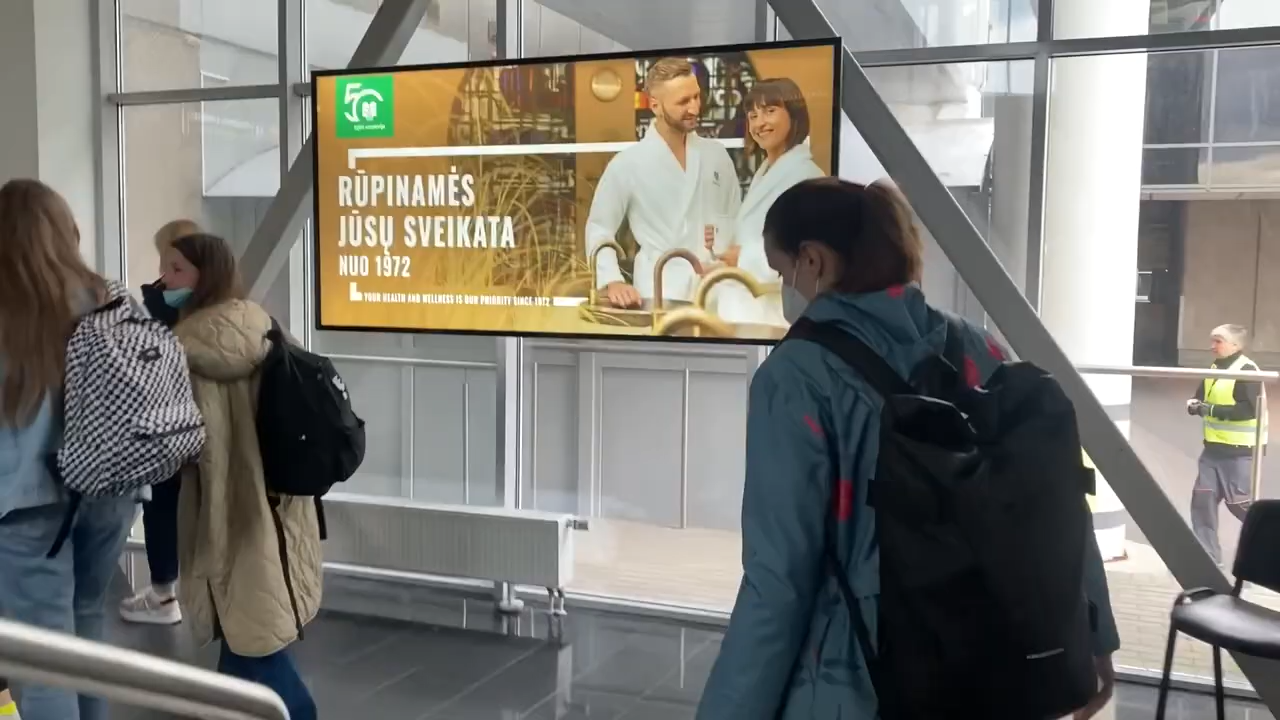 50
RŪPINAMĖS
JŪSŲ SVEIKATA
NUO 1972
YOUR HEALTH AND WELLNESS IS OUR PRIORITY SINCE 1972